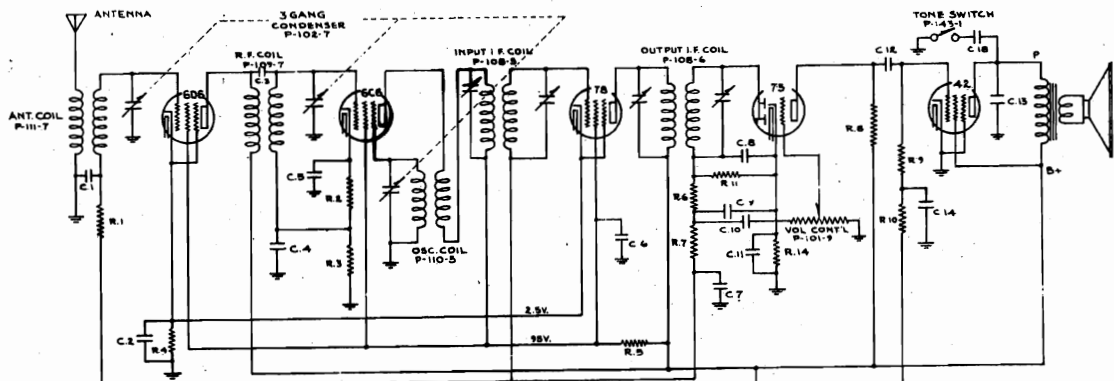 ANTENNA
3 GANG
CONDENSER
P-102-7
R.F. COIL
P-109-7
C.3
INPUT I.F. COIL
P-108-5
OUTPUT I.F. COIL
P-108-6
TONE SWITCH
P-143-1
C.18
C.12
6D6
6C6
78
75
42
P
C.13
ANT. COIL
P-111-7
C.1
R.1
C.5
R.2
C.4
R.3
OSC. COIL
P-110-5
C.6
C.8
R.11
R.6
C.10
R.7
VOL CONT'L
P-101-9
C.11
R.14
C.7
R.8
R.9
R.10
C.14
B+
C.2
R.4
2.5V.
95V.
R.5